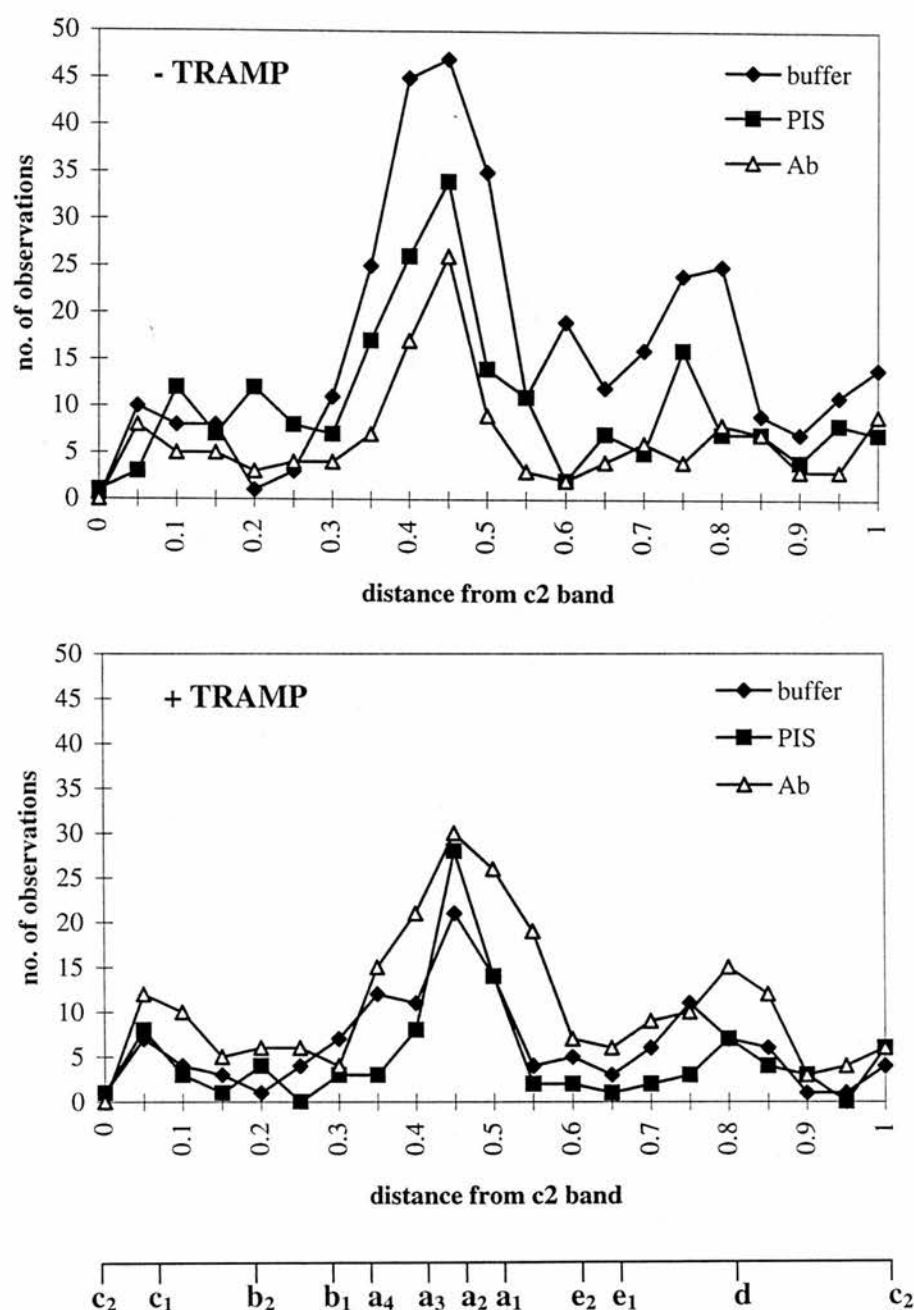 - TRAMP
buffer
PIS
Ab
50
45
40
35
30
25
20
15
10
5
0
no. of observations
0 0.1 0.2 0.3 0.4 0.5 0.6 0.7 0.8 0.9 1
distance from c2 band
+ TRAMP
buffer
PIS
Ab
50
45
40
35
30
25
20
15
10
5
0
no. of observations
0 0.1 0.2 0.3 0.4 0.5 0.6 0.7 0.8 0.9 1
distance from c2 band
c₂ c₁ b₂ b₁ a₄ a₃ a₂ a₁ e₂ e₁ d c₂